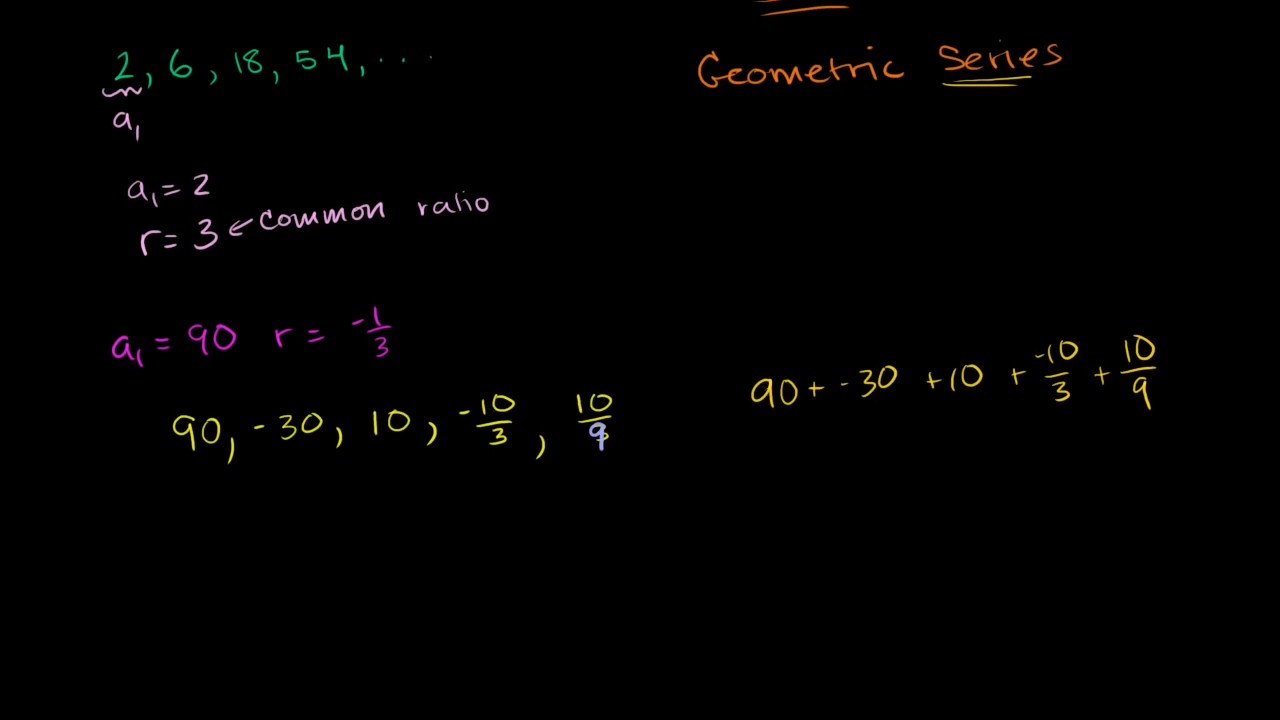 2, 6, 18, 54, ....
a₁
a₁ = 2
r = 3 ← Common ratio
a₁ = 90 r = -1/3
90, -30, 10, -10/3, 10/9
Geometric Series
90 + -30 + 10 + -10/3 + 10/9